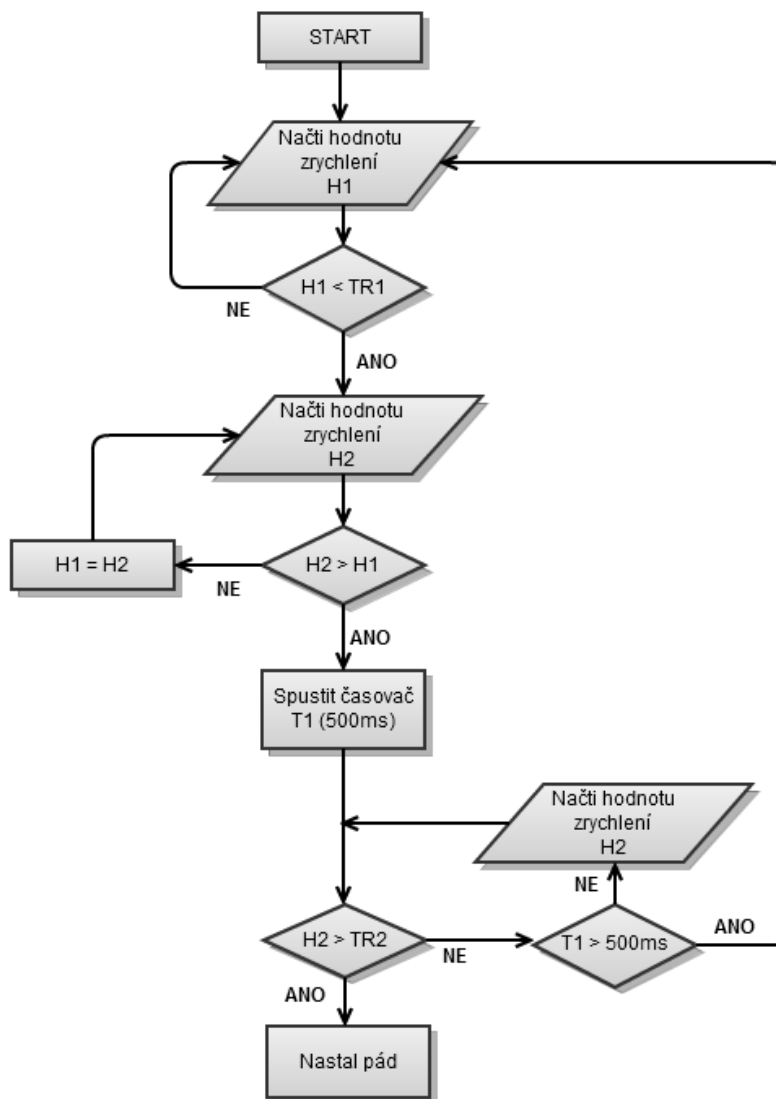 START
Načti hodnotu
zrychlení
H1
H1 < TR1
NE
ANO
Načti hodnotu
zrychlení
H2
H1 = H2
NE
H2 > H1
ANO
Spustit časovač
T1 (500ms)
Načti hodnotu
zrychlení
H2
NE
H2 > TR2
NE
T1 > 500ms
ANO
ANO
Nastal pád